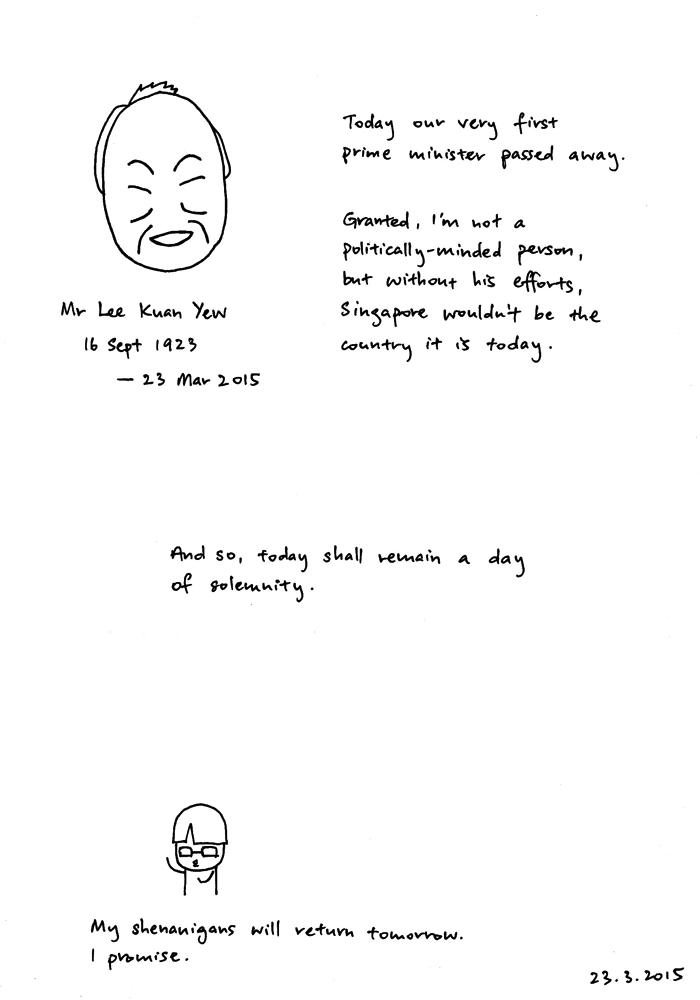 Today our very first
prime minister passed away.
Granted, I'm not a
politically-minded person,
but without his efforts,
Singapore wouldn't be the
country it is today.
Mr Lee Kuan Yew
16 Sept 1923
— 23 Mar 2015
And so, today shall remain a day
of solemnity.
My shenanigans will return tomorrow.
I promise.
23.3.2015